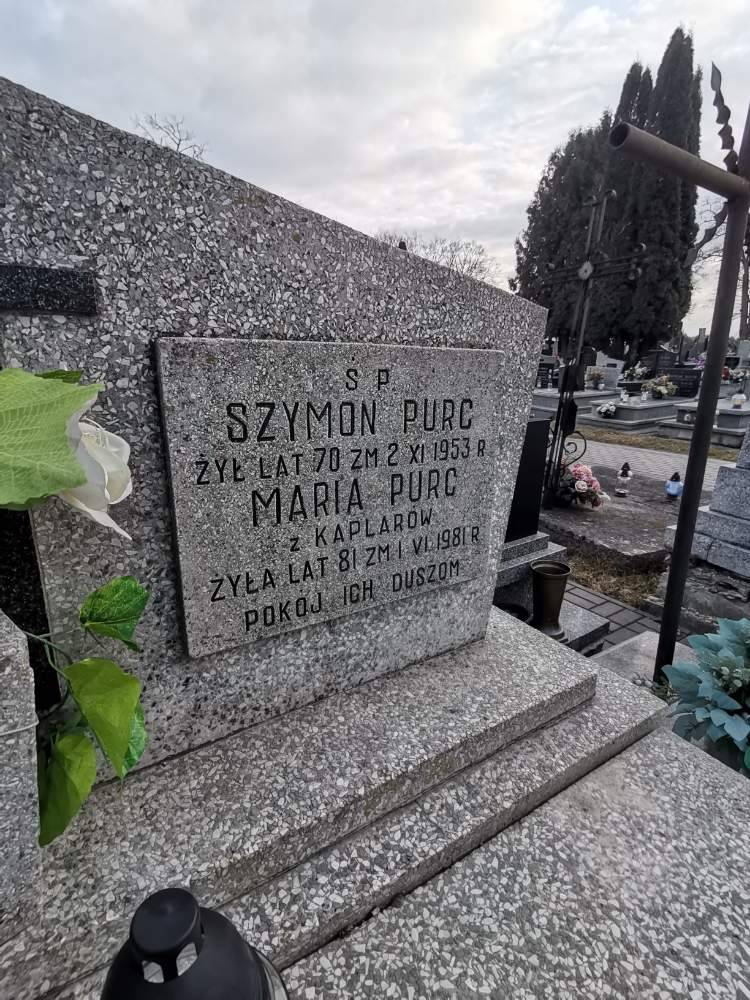 Ś P
SZYMON PURC
ŻYŁ LAT 70 ZM 2 XI 1953 R
MARIA PURC
z KAPLARÓW
ŻYŁA LAT 81 ZM 1 VI 1981 R
POKÓJ ICH DUSZOM